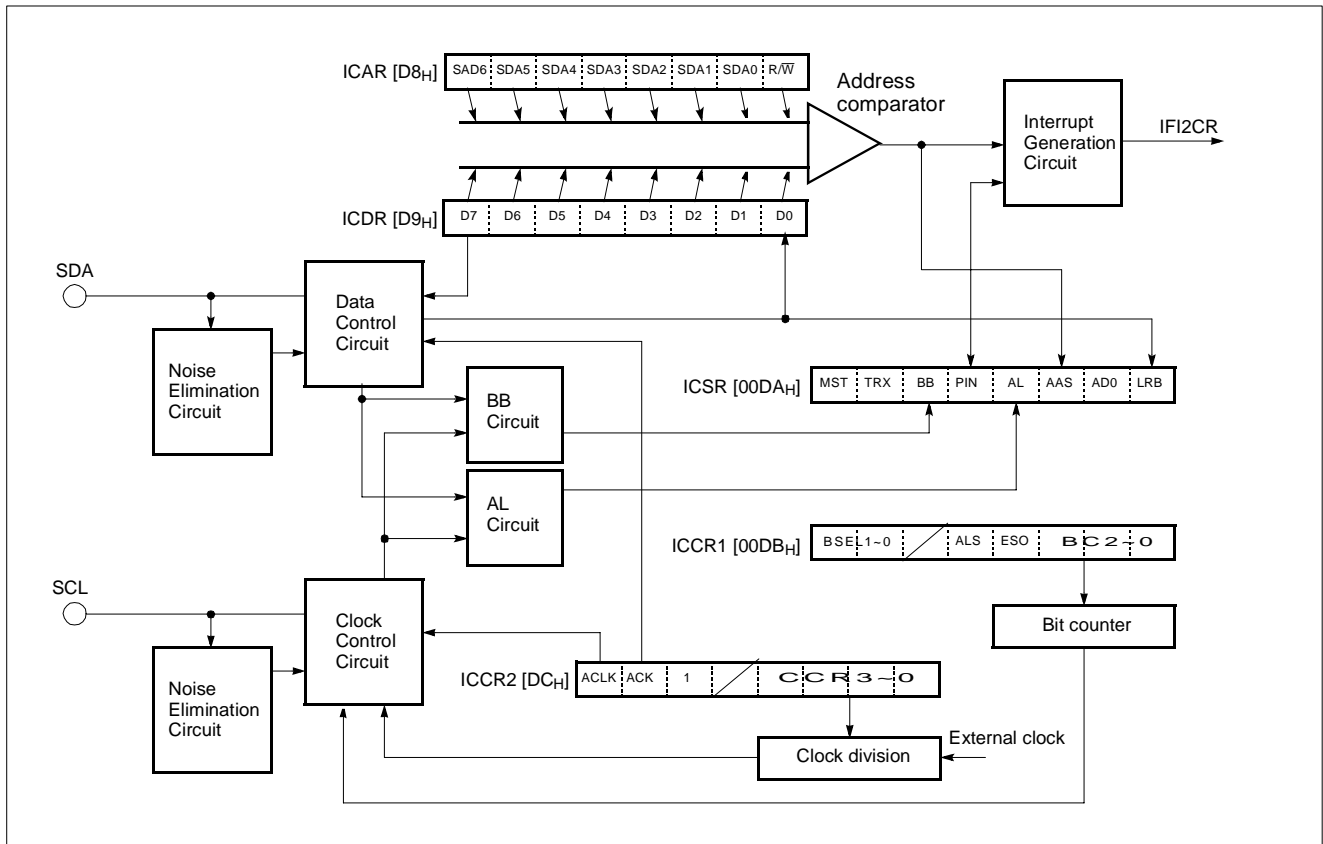 ICAR [D8H]
SAD6 SDA5 SDA4 SDA3 SDA2 SDA1 SDA0 R/W̅
Address
comparator
Interrupt
Generation
Circuit
IFI2CR
ICDR [D9H]
D7 D6 D5 D4 D3 D2 D1 D0
SDA
Data
Control
Circuit
Noise
Elimination
Circuit
BB
Circuit
ICSR [00DAH]
MST TRX BB PIN AL AAS AD0 LRB
AL
Circuit
ICCR1 [00DBH]
BSEL1~0 ALS ESO BC2~0
SCL
Clock
Control
Circuit
Bit counter
Noise
Elimination
Circuit
ICCR2 [DCH]
ACLK ACK 1 CCR3~0
External clock
Clock division